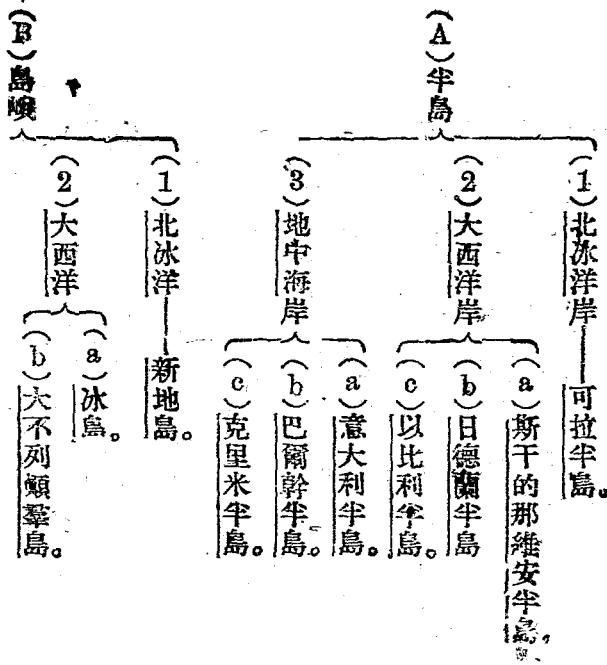 (A)半島
(1)北冰洋岸——可拉半島。
(2)大西洋岸
(a)斯干的那維安半島。
(b)日德蘭半島
(c)以比利半島。
(3)地中海岸
(a)意大利半島。
(b)巴爾幹半島。
(c)克里米半島。
(B)島嶼
(1)北冰洋——新地島。
(2)大西洋
(a)冰島。
(b)大不列顛羣島。